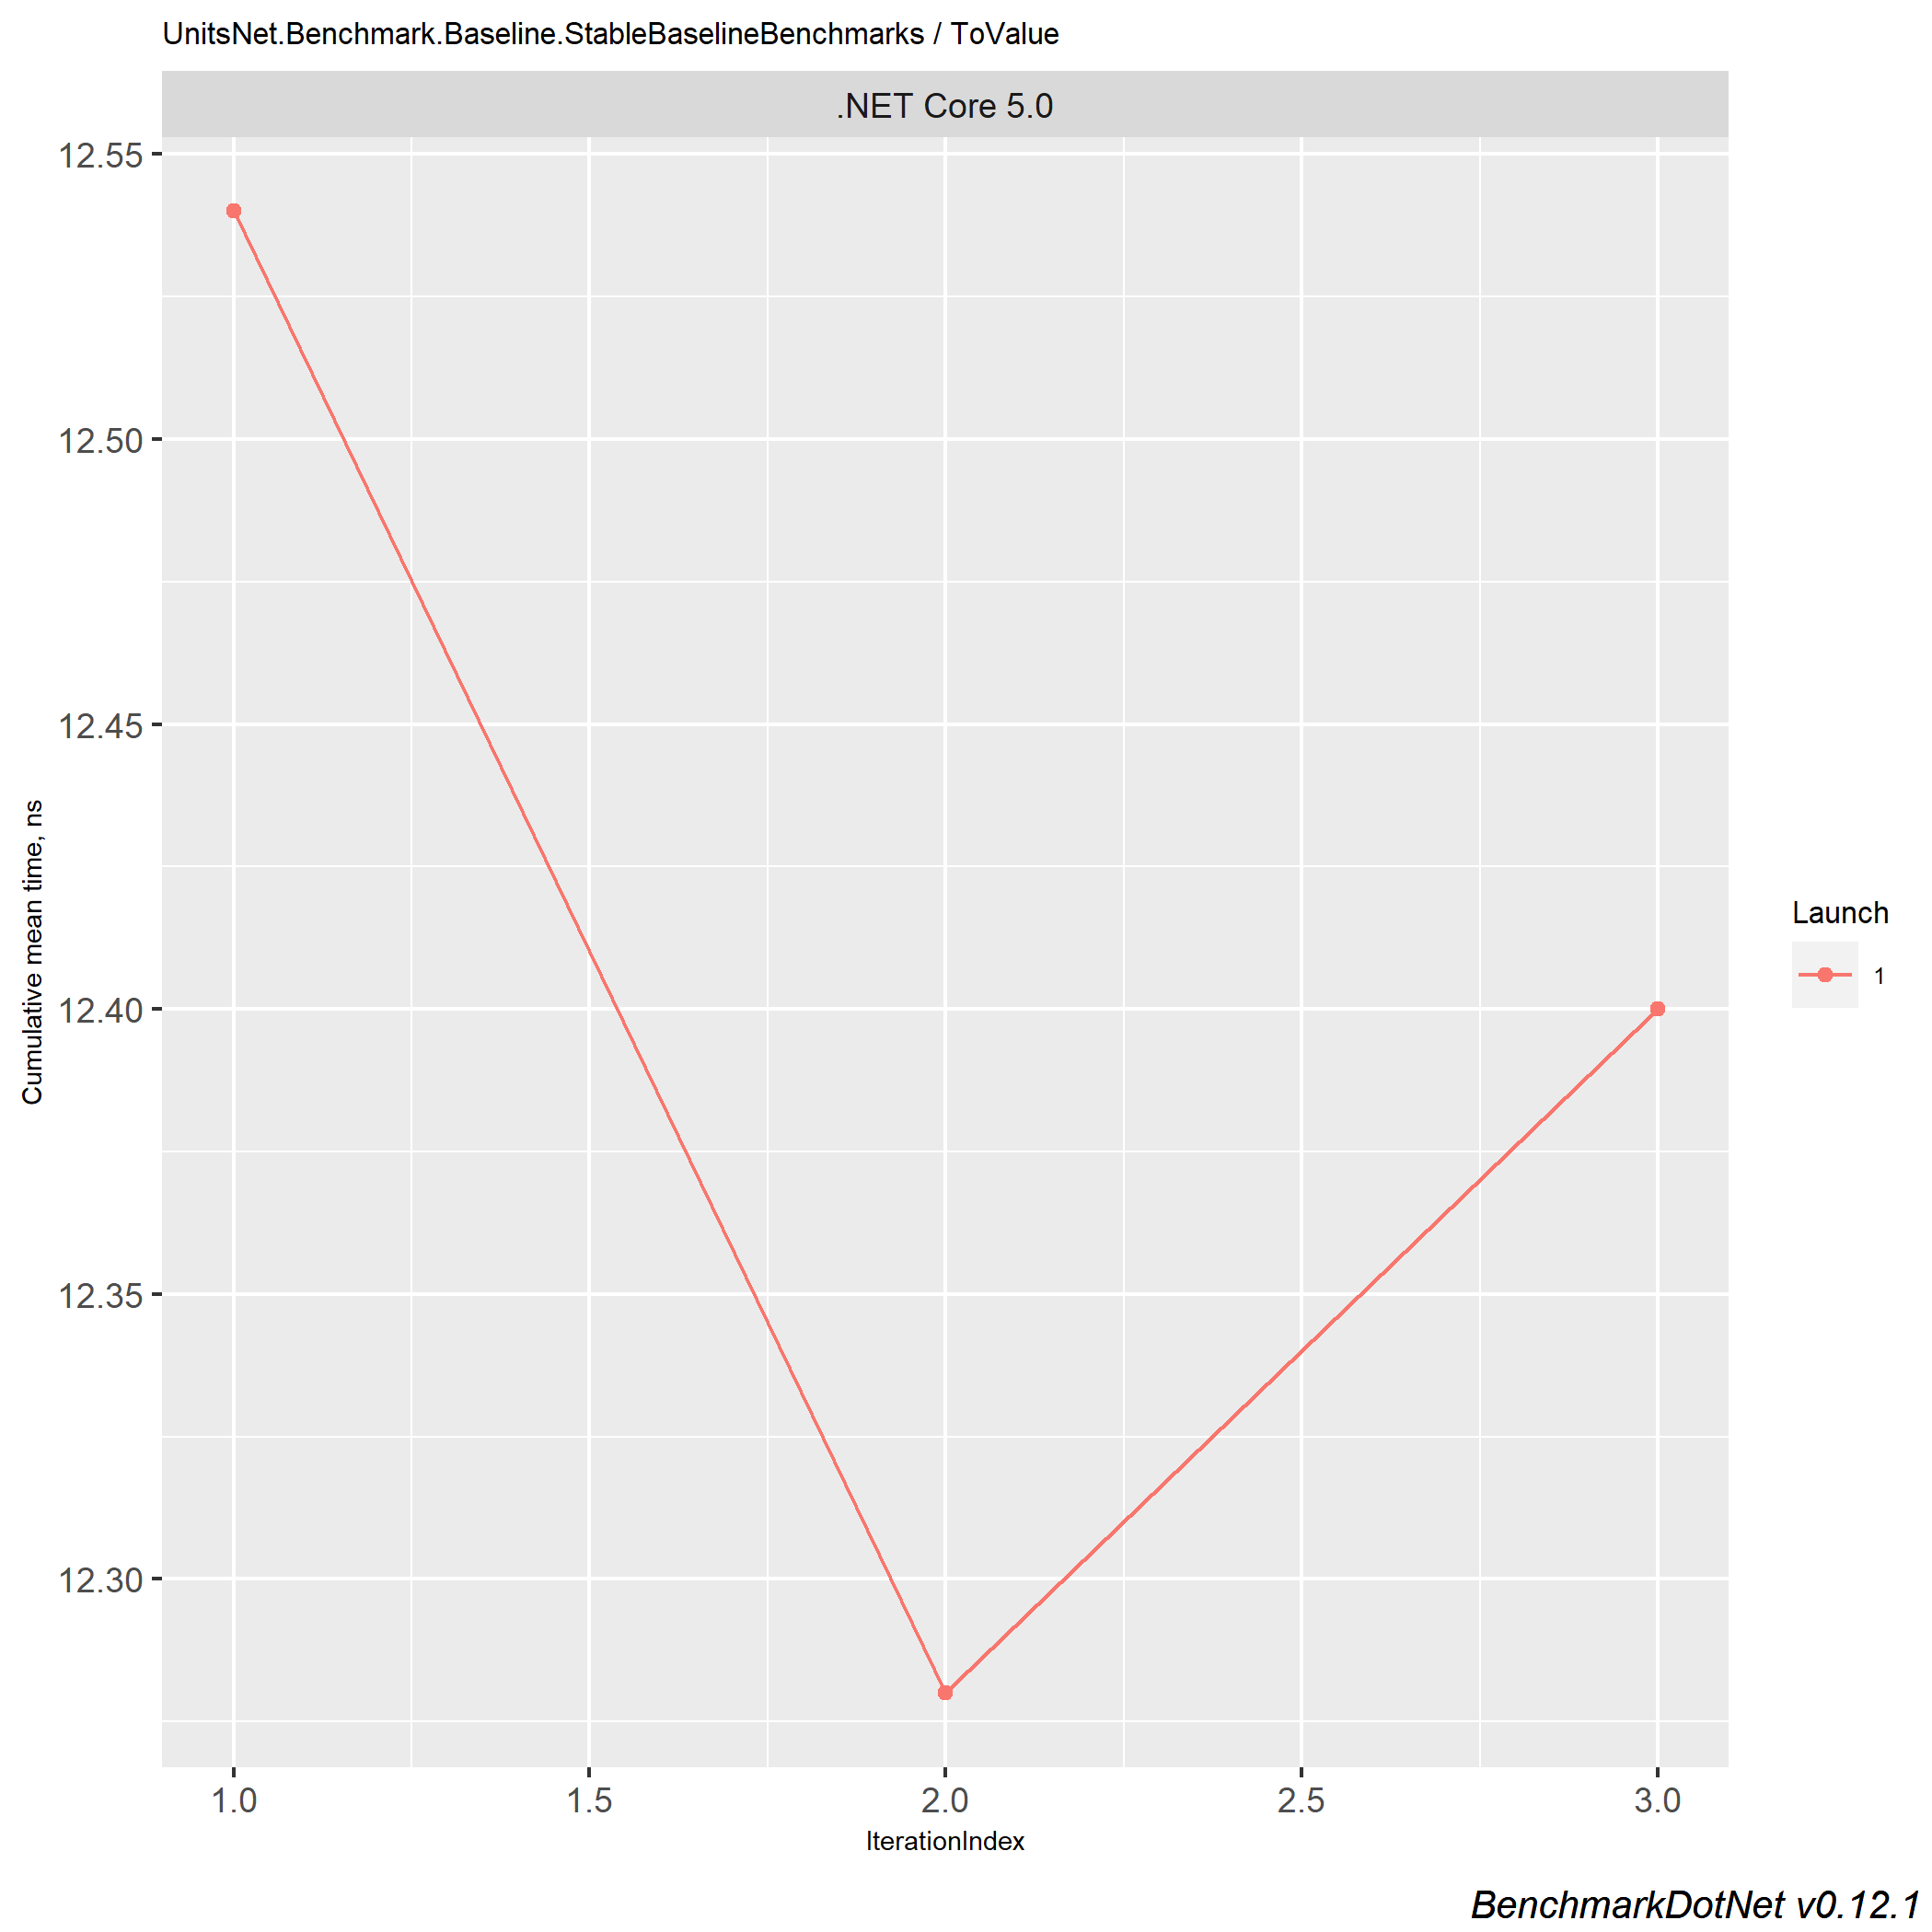 UnitsNet.Benchmark.Baseline.StableBaselineBenchmarks / ToValue
.NET Core 5.0
12.55
12.50
12.45
12.40
12.35
12.30
Cumulative mean time, ns
1.0 1.5 2.0 2.5 3.0
IterationIndex
Launch
1
BenchmarkDotNet v0.12.1